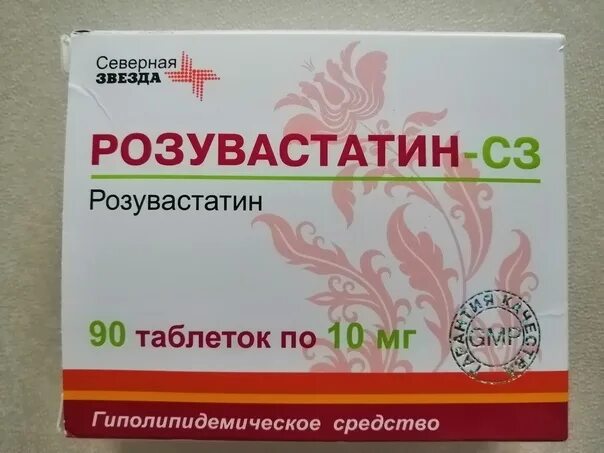 Северная
ЗВЕЗДА
РОЗУВАСТАТИН-СЗ
Розувастатин
90 таблеток по 10 мг
ГАРАНТИЯ КАЧЕСТВА
GMP
Гиполипидемическое средство